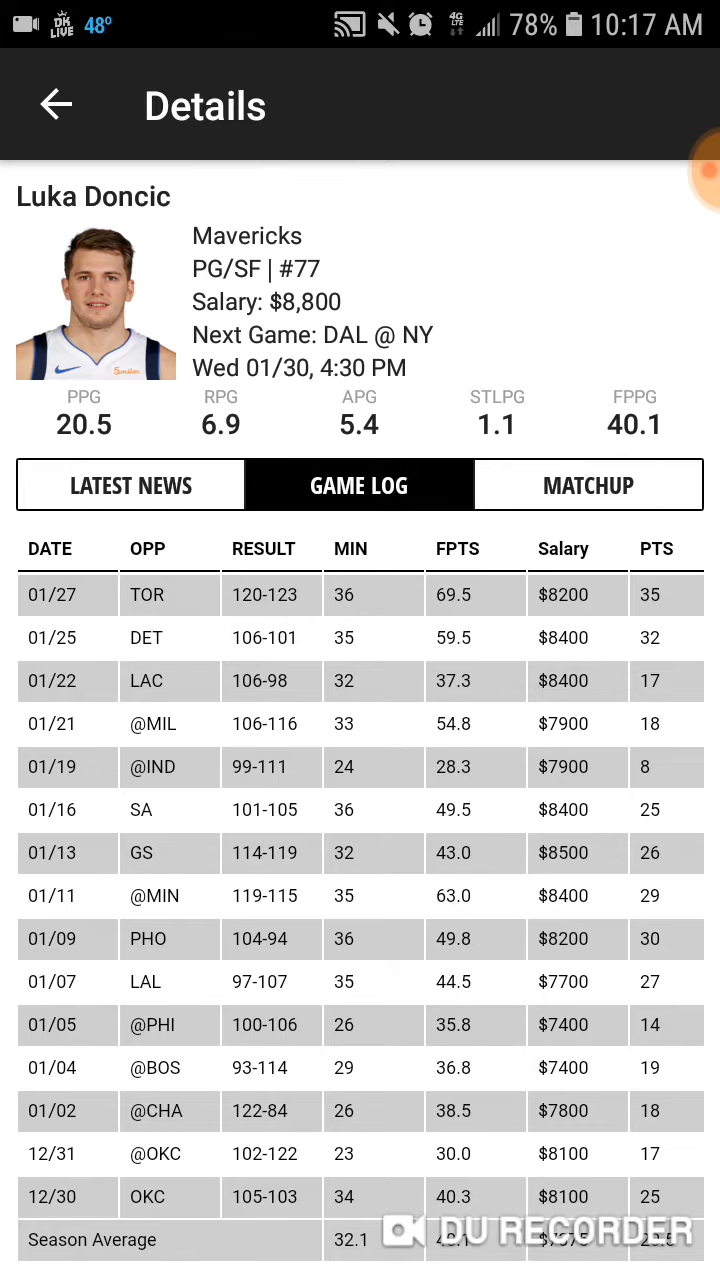 DK LIVE 48° 4G LTE 78% 10:17 AM
Details
Luka Doncic
Mavericks
PG/SF | #77
Salary: $8,800
Next Game: DAL @ NY
Wed 01/30, 4:30 PM
PPG RPG APG STLPG FPPG
20.5 6.9 5.4 1.1 40.1
LATEST NEWS GAME LOG MATCHUP
DATE OPP RESULT MIN FPTS Salary PTS
01/27 TOR 120-123 36 69.5 $8200 35
01/25 DET 106-101 35 59.5 $8400 32
01/22 LAC 106-98 32 37.3 $8400 17
01/21 @MIL 106-116 33 54.8 $7900 18
01/19 @IND 99-111 24 28.3 $7900 8
01/16 SA 101-105 36 49.5 $8400 25
01/13 GS 114-119 32 43.0 $8500 26
01/11 @MIN 119-115 35 63.0 $8400 29
01/09 PHO 104-94 36 49.8 $8200 30
01/07 LAL 97-107 35 44.5 $7700 27
01/05 @PHI 100-106 26 35.8 $7400 14
01/04 @BOS 93-114 29 36.8 $7400 19
01/02 @CHA 122-84 26 38.5 $7800 18
12/31 @OKC 102-122 23 30.0 $8100 17
12/30 OKC 105-103 34 40.3 $8100 25
Season Average 32.1
DU RECORDER